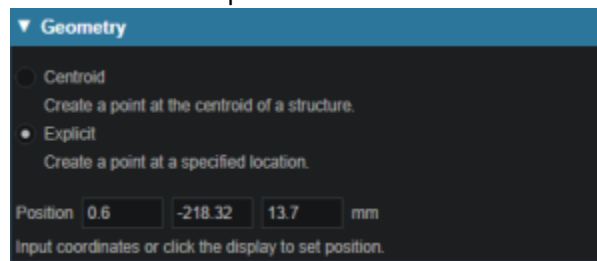 ▼ Geometry
Centroid
Create a point at the centroid of a structure.
Explicit
Create a point at a specified location.
Position 0.6 -218.32 13.7 mm
Input coordinates or click the display to set position.